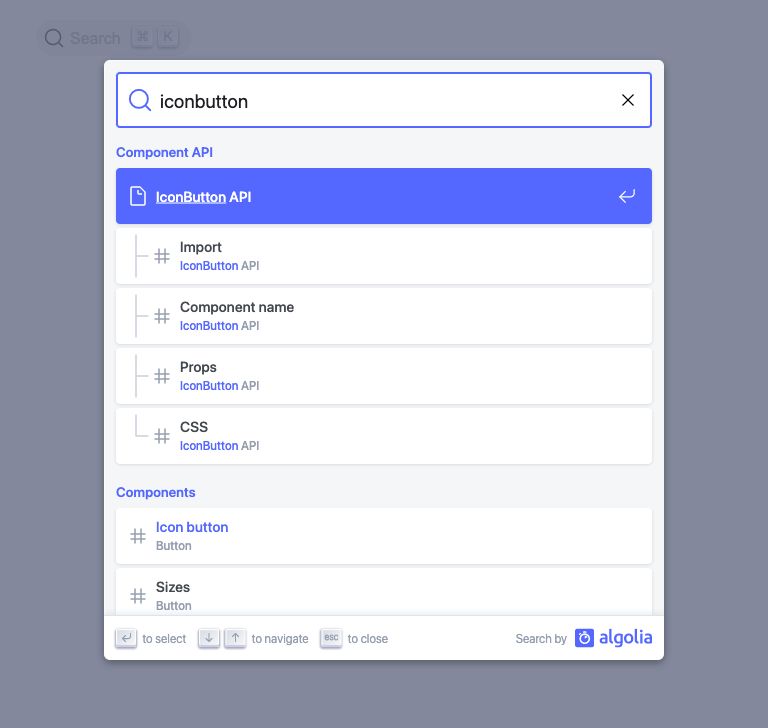 Search ⌘ K
iconbutton
Component API
IconButton API
Import
IconButton API
Component name
IconButton API
Props
IconButton API
CSS
IconButton API
Components
Icon button
Button
Sizes
Button
to select to navigate esc to close Search by algolia